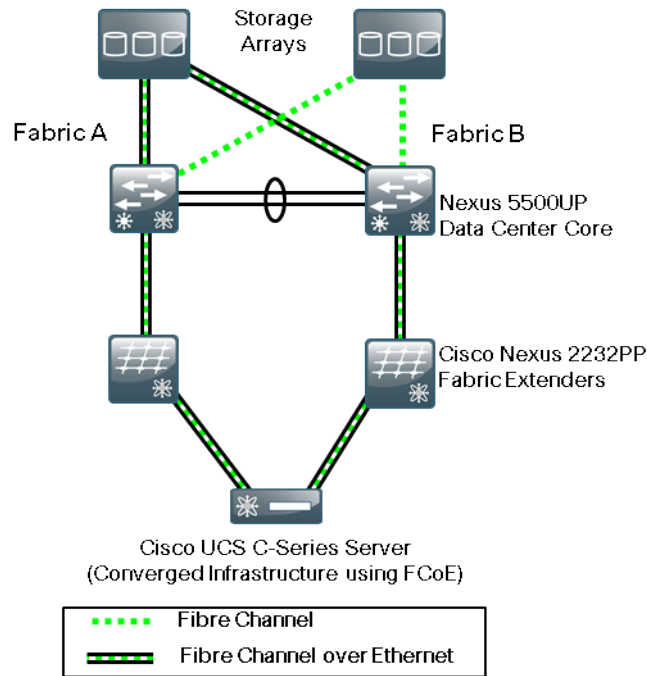 Storage
Arrays
Fabric A
Fabric B
Nexus 5500UP
Data Center Core
Cisco Nexus 2232PP
Fabric Extenders
Cisco UCS C-Series Server
(Converged Infrastructure using FCoE)
Fibre Channel
Fibre Channel over Ethernet